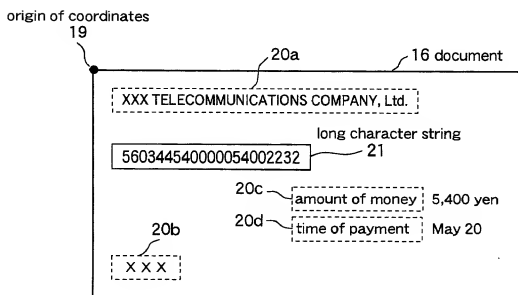 origin of coordinates
19
20a
16 document
XXX TELECOMMUNICATIONS COMPANY, Ltd.
long character string
21
560344540000054002232
20c
amount of money 5,400 yen
20d
time of payment May 20
20b
X X X